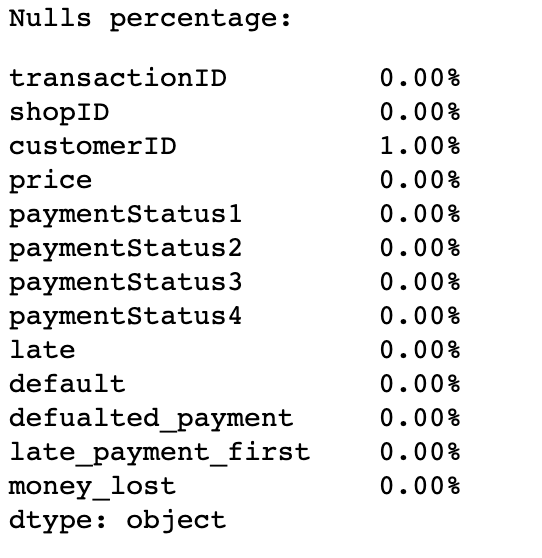 Nulls percentage:
transactionID 0.00%
shopID 0.00%
customerID 1.00%
price 0.00%
paymentStatus1 0.00%
paymentStatus2 0.00%
paymentStatus3 0.00%
paymentStatus4 0.00%
late 0.00%
default 0.00%
defualted_payment 0.00%
late_payment_first 0.00%
money_lost 0.00%
dtype: object